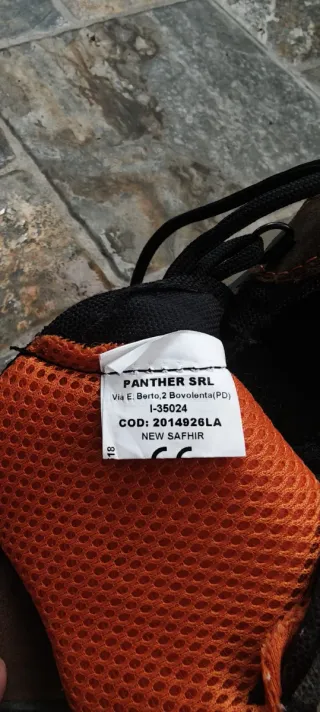 PANTHER SRL
Via E. Berto,2 Bovolenta(PD)
I-35024
COD: 2014926LA
NEW SAFHIR
18
CE